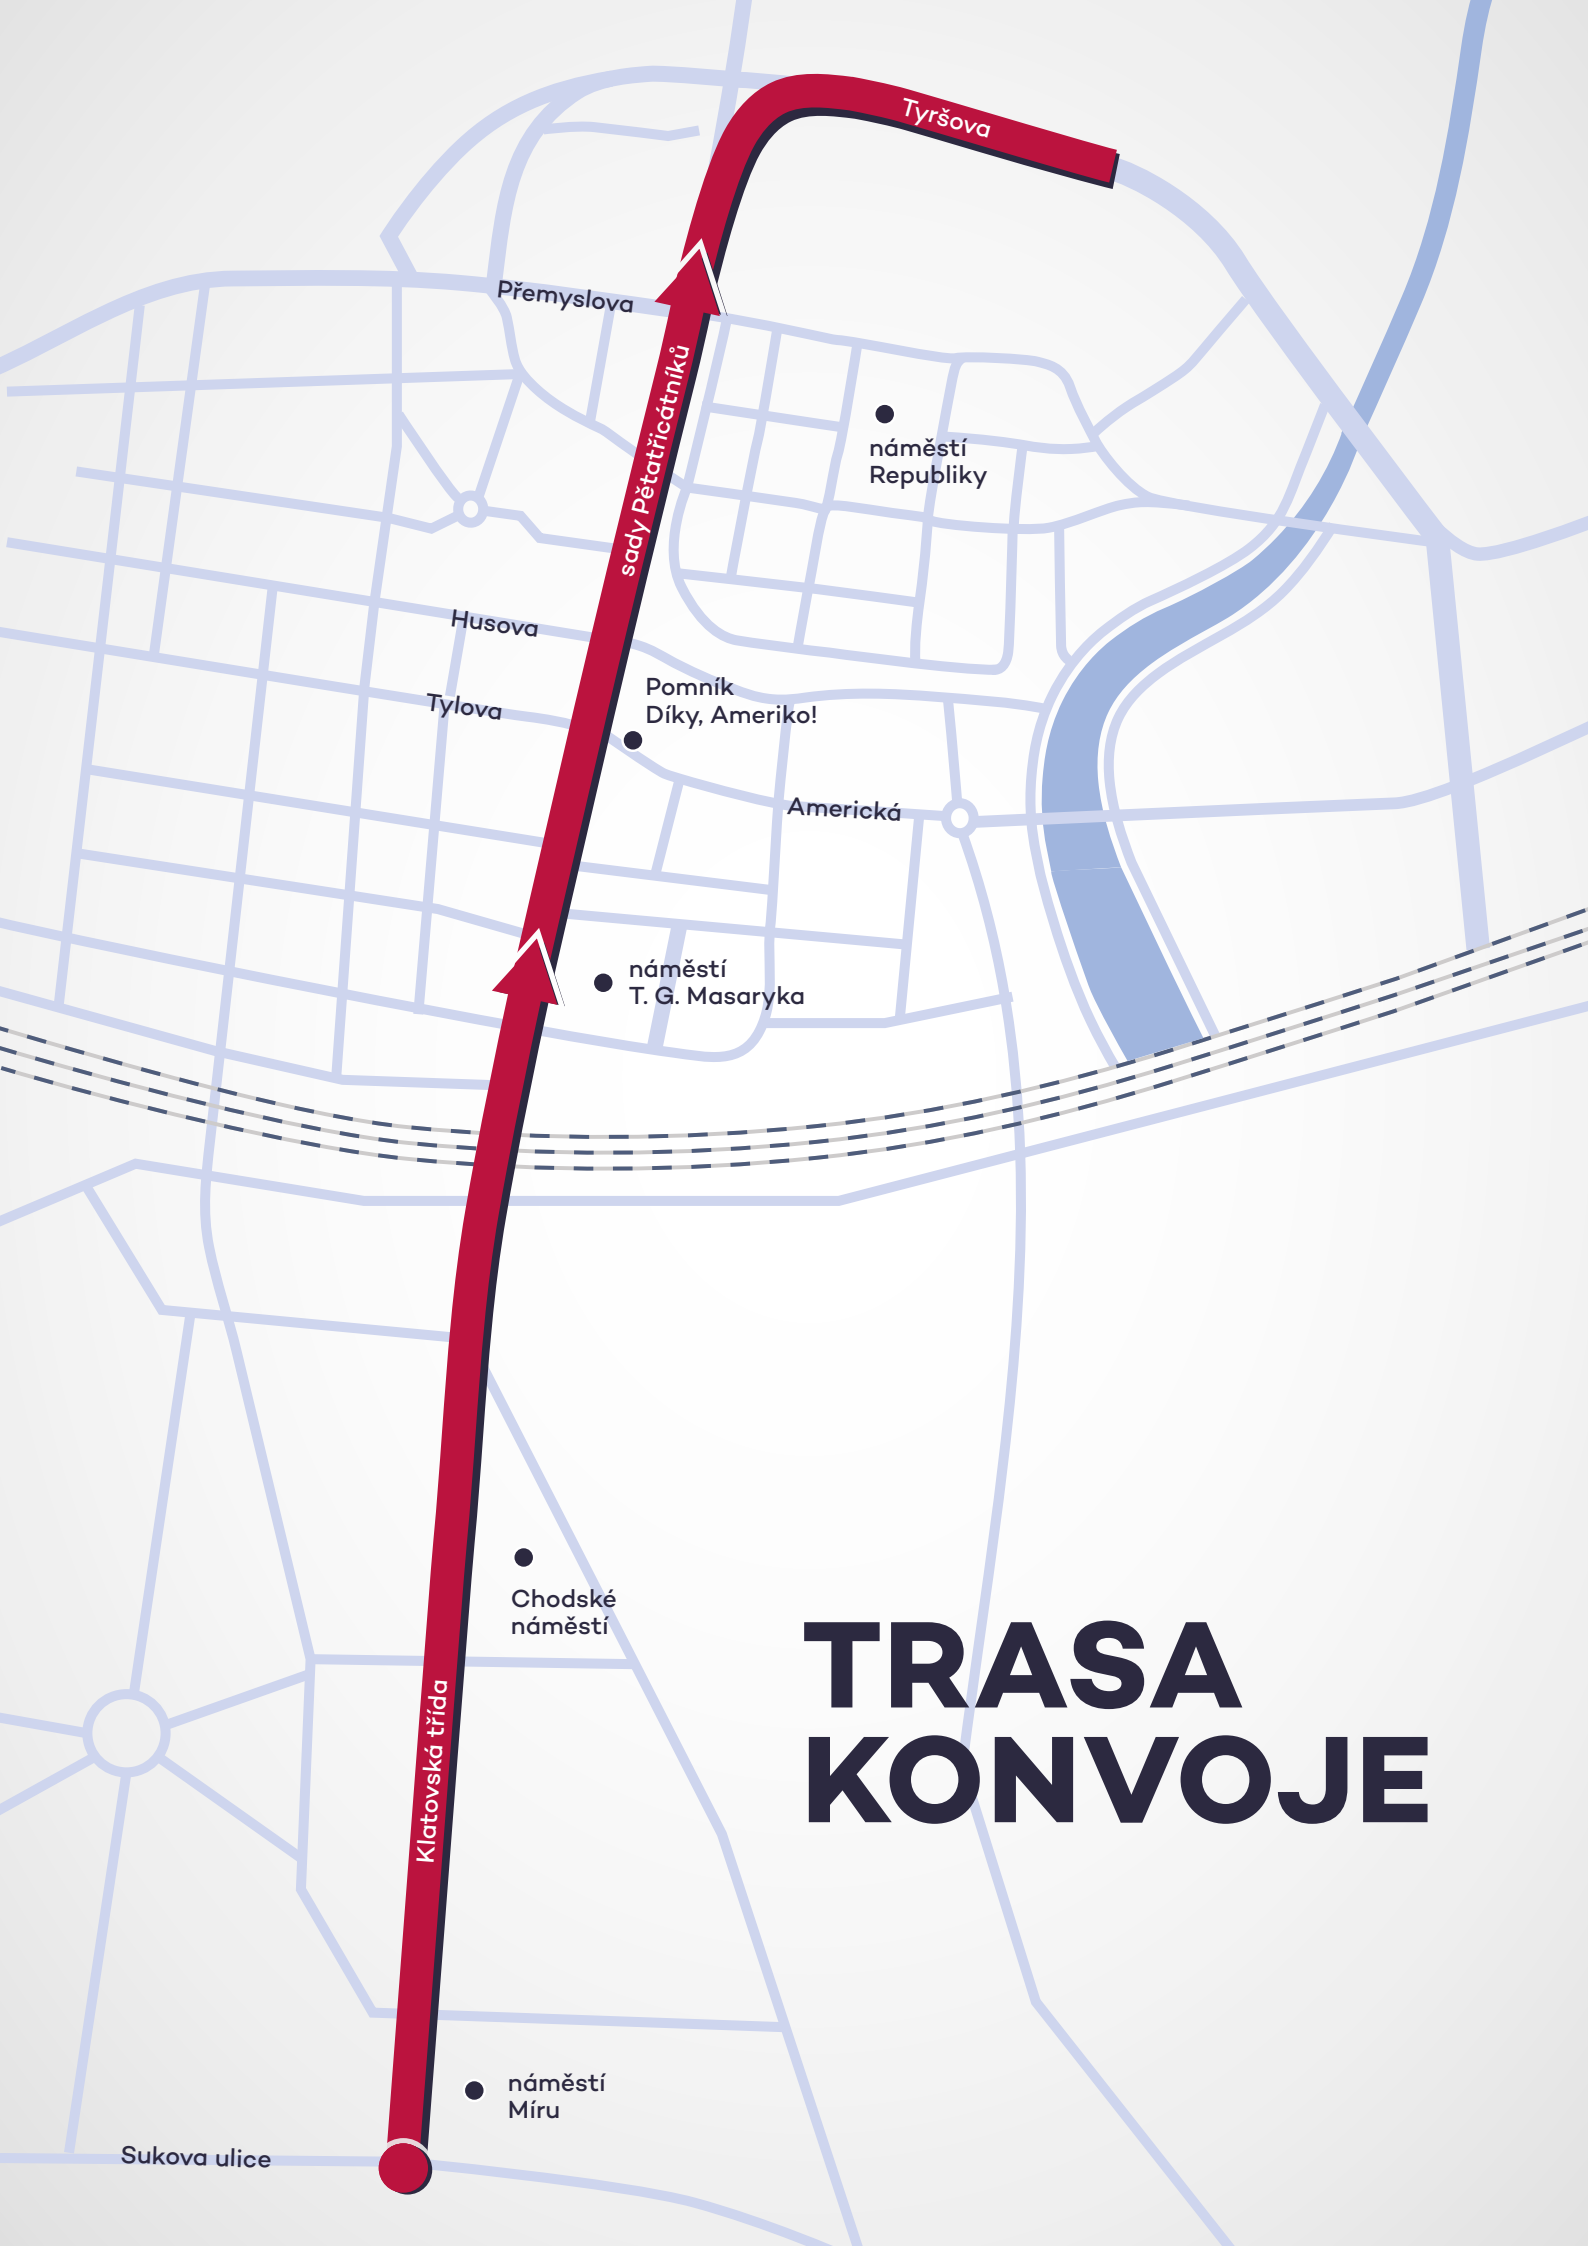 Tyršova
Přemyslova
sady Pětatřicátníků
náměstí
Republiky
Husova
Pomník
Díky, Ameriko!
Tylova
Americká
náměstí
T. G. Masaryka
Chodské
náměstí
TRASA
KONVOJE
Klatovská třída
náměstí
Míru
Sukova ulice